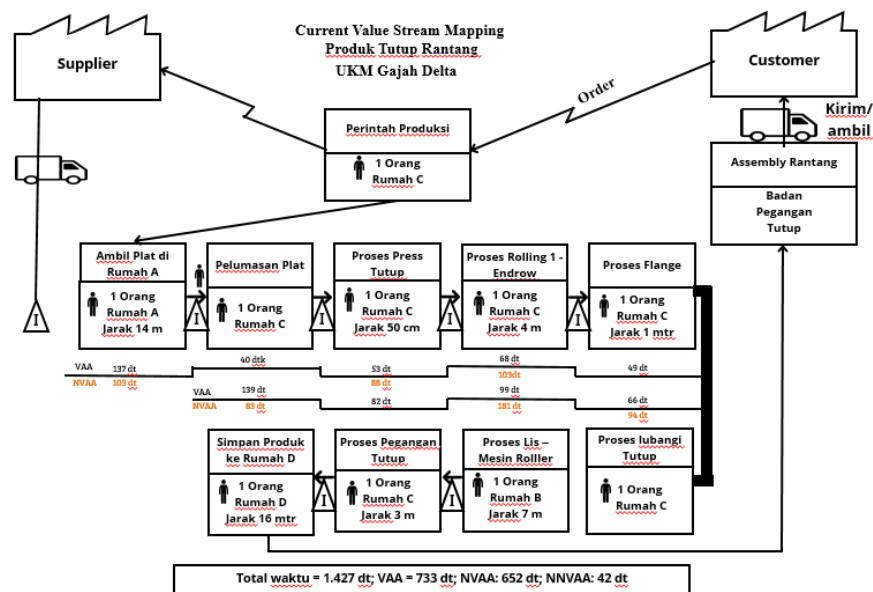 Current Value Stream Mapping
Produk Tutup Rantang
UKM Gajah Delta
Supplier
Customer
Order
Kirim/
ambil
Perintah Produksi
1 Orang
Rumah C
Assembly Rantang
Badan
Pegangan
Tutup
Ambil Plat di
Rumah A
1 Orang
Rumah A
Jarak 14 m
Pelumasan Plat
1 Orang
Rumah C
Proses Press
Tutup
1 Orang
Rumah C
Jarak 50 cm
Proses Rolling 1 -
Endrow
1 Orang
Rumah C
Jarak 4 m
Proses Flange
1 Orang
Rumah C
Jarak 1 mtr
I
I
I
I
I
VAA 137 dt 40 dtk 53 dt 68 dt 49 dt
NVAA 103 dt 88 dt 103dt
VAA 139 dt 82 dt 99 dt 66 dt
NVAA 83 dt 181 dt 94 dt
Simpan Produk
ke Rumah D
1 Orang
Rumah D
Jarak 16 mtr
Proses Pegangan
Tutup
1 Orang
Rumah C
Jarak 3 m
Proses Lis –
Mesin Rolller
1 Orang
Rumah B
Jarak 7 m
Proses lubangi
Tutup
1 Orang
Rumah C
I
I
Total waktu = 1.427 dt; VAA = 733 dt; NVAA: 652 dt; NNVAA: 42 dt